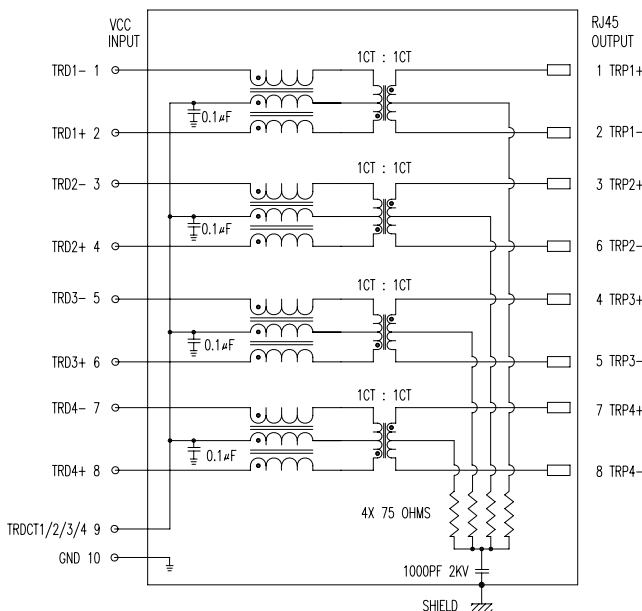 VCC
INPUT
RJ45
OUTPUT
1CT : 1CT
TRD1- 1
1 TRP1+
0.1µF
TRD1+ 2
2 TRP1-
1CT : 1CT
TRD2- 3
3 TRP2+
0.1µF
TRD2+ 4
6 TRP2-
1CT : 1CT
TRD3- 5
4 TRP3+
0.1µF
TRD3+ 6
5 TRP3-
1CT : 1CT
TRD4- 7
7 TRP4+
0.1µF
TRD4+ 8
8 TRP4-
4X 75 OHMS
TRDCT1/2/3/4 9
GND 10
1000PF 2KV
SHIELD